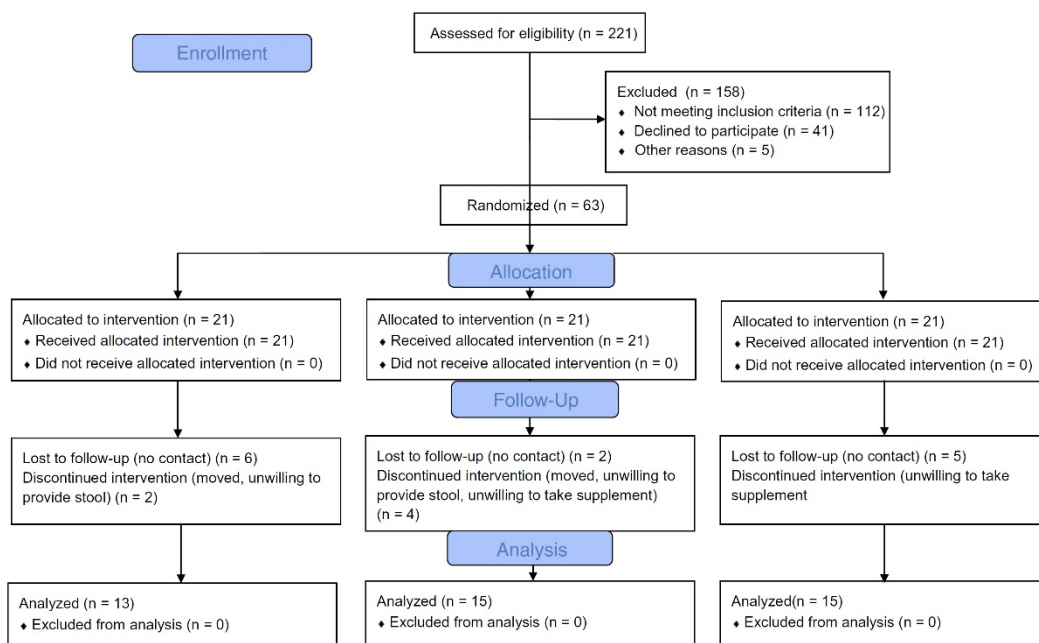 Enrollment
Assessed for eligibility (n = 221)
Excluded (n = 158)
♦ Not meeting inclusion criteria (n = 112)
♦ Declined to participate (n = 41)
♦ Other reasons (n = 5)
Randomized (n = 63)
Allocation
Allocated to intervention (n = 21)
♦ Received allocated intervention (n = 21)
♦ Did not receive allocated intervention (n = 0)
Allocated to intervention (n = 21)
♦ Received allocated intervention (n = 21)
♦ Did not receive allocated intervention (n = 0)
Allocated to intervention (n = 21)
♦ Received allocated intervention (n = 21)
♦ Did not receive allocated intervention (n = 0)
Follow-Up
Lost to follow-up (no contact) (n = 6)
Discontinued intervention (moved, unwilling to
provide stool) (n = 2)
Lost to follow-up (no contact) (n = 2)
Discontinued intervention (moved, unwilling to
provide stool, unwilling to take supplement)
(n = 4)
Lost to follow-up (no contact) (n = 5)
Discontinued intervention (unwilling to take
supplement
Analysis
Analyzed (n = 13)
♦ Excluded from analysis (n = 0)
Analyzed (n = 15)
♦ Excluded from analysis (n = 0)
Analyzed(n = 15)
♦ Excluded from analysis (n = 0)